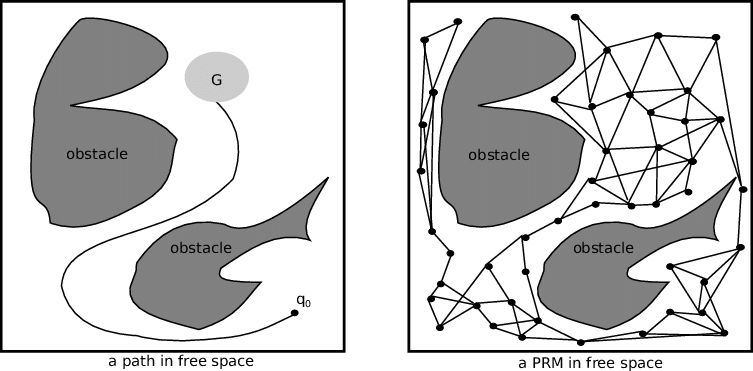 G
obstacle
obstacle
q0
a path in free space
obstacle
obstacle
a PRM in free space